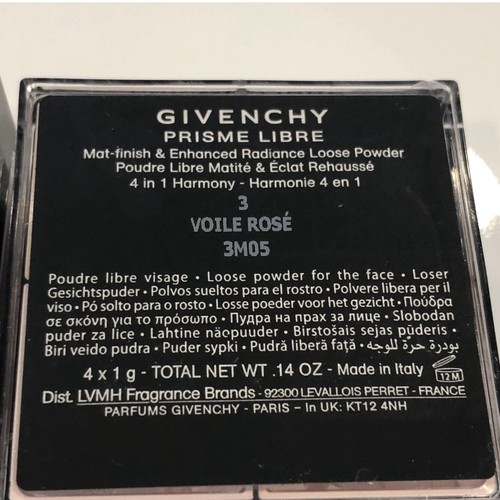 GIVENCHY
PRISME LIBRE
Mat-finish & Enhanced Radiance Loose Powder
Poudre Libre Matité & Éclat Rehaussé
4 in 1 Harmony - Harmonie 4 en 1
3
VOILE ROSÉ
3M05
Poudre libre visage • Loose powder for the face • Loser
Gesichtspuder • Polvos sueltos para el rostro • Polvere libera per il
viso • Pó solto para o rosto • Losse poeder voor het gezicht • Πούδρα
σε σκόνη για το πρόσωπο • Пудра на прах за лице • Slobodan
puder za lice • Lahtine näopuuder • Birstošais sejas pūderis •
Biri veido pudra • Puder sypki • Pudră liberă față • بودرة حرّة للوجه
4 x 1 g - TOTAL NET WT .14 OZ - Made in Italy
12M
Dist. LVMH Fragrance Brands - 92300 LEVALLOIS PERRET - FRANCE
PARFUMS GIVENCHY - PARIS - In UK: KT12 4NH